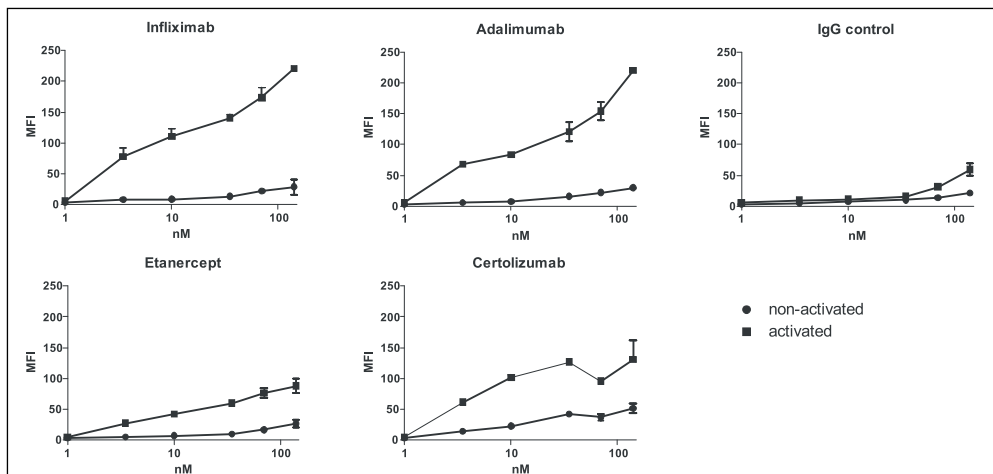 Infliximab
250
200
150
100
50
0
MFI
1
10
100
nM
Adalimumab
250
200
150
100
50
0
MFI
1
10
100
nM
IgG control
250
200
150
100
50
0
MFI
1
10
100
nM
Etanercept
250
200
150
100
50
0
MFI
1
10
100
nM
Certolizumab
250
200
150
100
50
0
MFI
1
10
100
nM
non-activated
activated